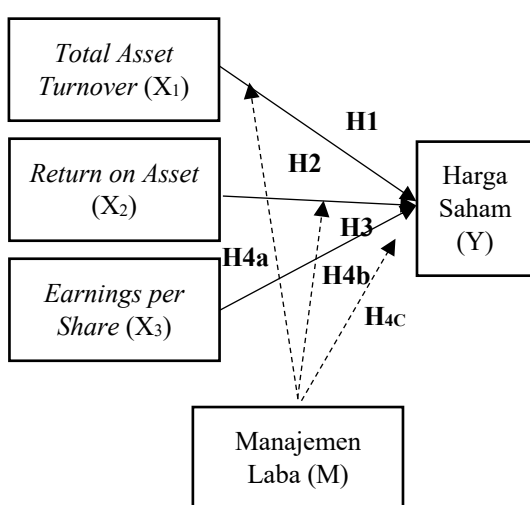 Total Asset
Turnover (X₁)
H1
H2
Return on Asset
(X₂)
Harga
Saham
(Y)
H3
H4a
H4b
Earnings per
Share (X₃)
H₄C
Manajemen
Laba (M)